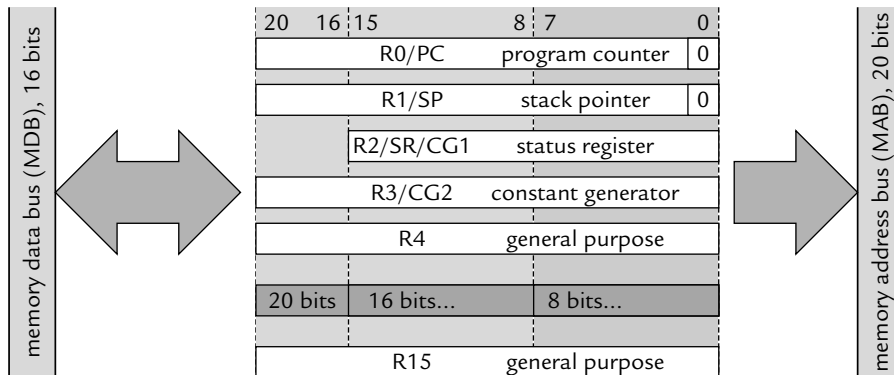 20 16 15 8 7 0
R0/PC program counter 0
R1/SP stack pointer 0
R2/SR/CG1 status register
R3/CG2 constant generator
R4 general purpose
20 bits 16 bits... 8 bits...
R15 general purpose
memory data bus (MDB), 16 bits
memory address bus (MAB), 20 bits